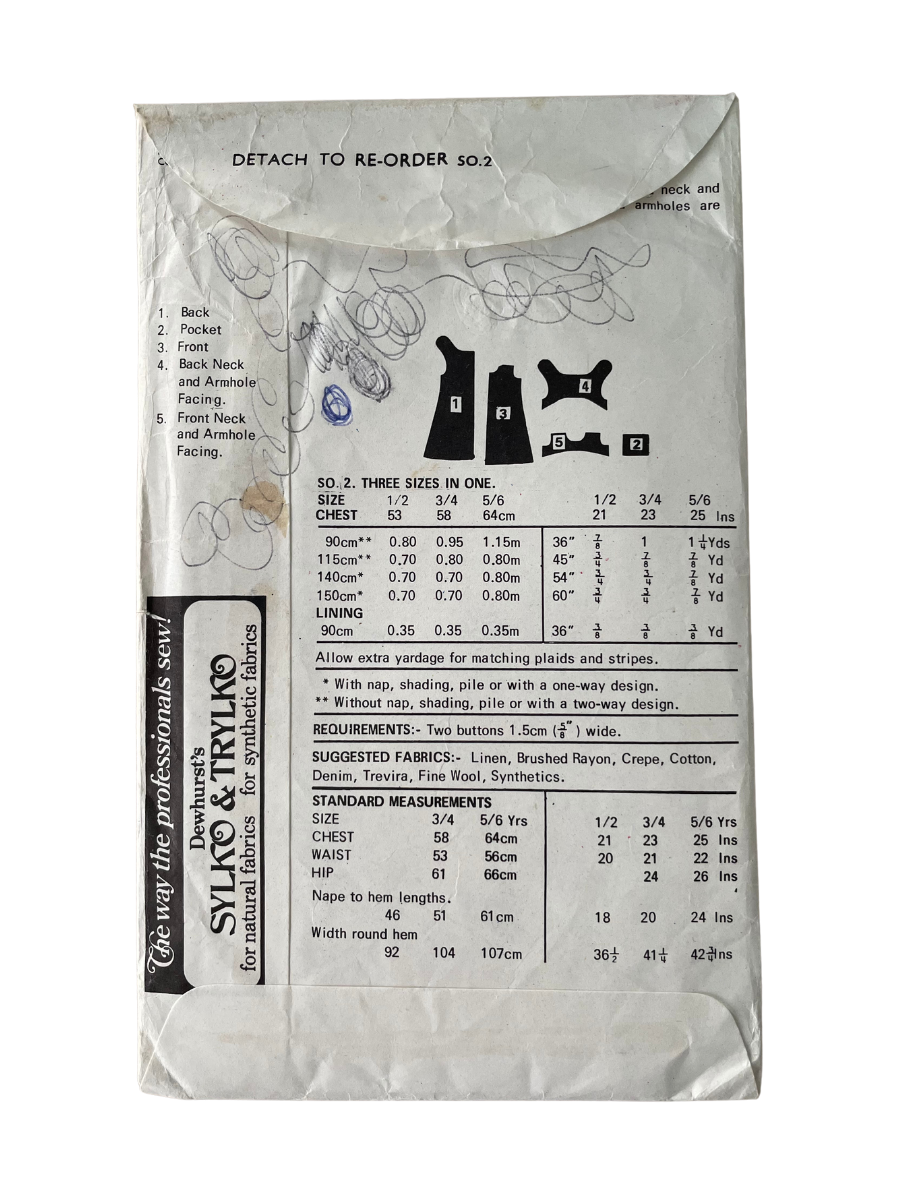 DETACH TO RE-ORDER SO.2
neck and
armholes are
1. Back
2. Pocket
3. Front
4. Back Neck
and Armhole
Facing.
5. Front Neck
and Armhole
Facing.
1
3
4
5
2
SO. 2. THREE SIZES IN ONE.
SIZE 1/2 3/4 5/6 1/2 3/4 5/6
CHEST 53 58 64cm 21 23 25 Ins
90cm** 0.80 0.95 1.15m 36" 7/8 1 1 1/4 Yds
115cm** 0.70 0.80 0.80m 45" 3/4 7/8 7/8 Yd
140cm* 0.70 0.70 0.80m 54" 3/4 3/4 7/8 Yd
150cm* 0.70 0.70 0.80m 60" 3/4 3/4 7/8 Yd
LINING
90cm 0.35 0.35 0.35m 36" 3/8 3/8 3/8 Yd
Allow extra yardage for matching plaids and stripes.
* With nap, shading, pile or with a one-way design.
** Without nap, shading, pile or with a two-way design.
REQUIREMENTS:- Two buttons 1.5cm (5/8") wide.
SUGGESTED FABRICS:- Linen, Brushed Rayon, Crepe, Cotton,
Denim, Trevira, Fine Wool, Synthetics.
STANDARD MEASUREMENTS
SIZE 3/4 5/6 Yrs 1/2 3/4 5/6 Yrs
CHEST 58 64cm 21 23 25 Ins
WAIST 53 56cm 20 21 22 Ins
HIP 61 66cm 24 26 Ins
Nape to hem lengths.
46 51 61cm 18 20 24 Ins
Width round hem
92 104 107cm 36 1/2 41 1/4 42 3/4 Ins
The way the professionals sew!
Dewhurst's
SYLKO & TRYLKO
for natural fabrics for synthetic fabrics